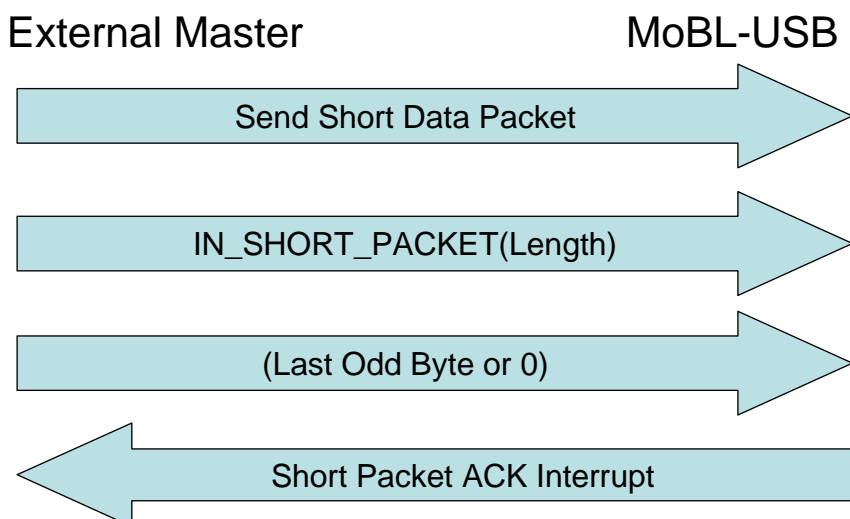 External Master MoBL-USB
Send Short Data Packet
IN_SHORT_PACKET(Length)
(Last Odd Byte or 0)
Short Packet ACK Interrupt